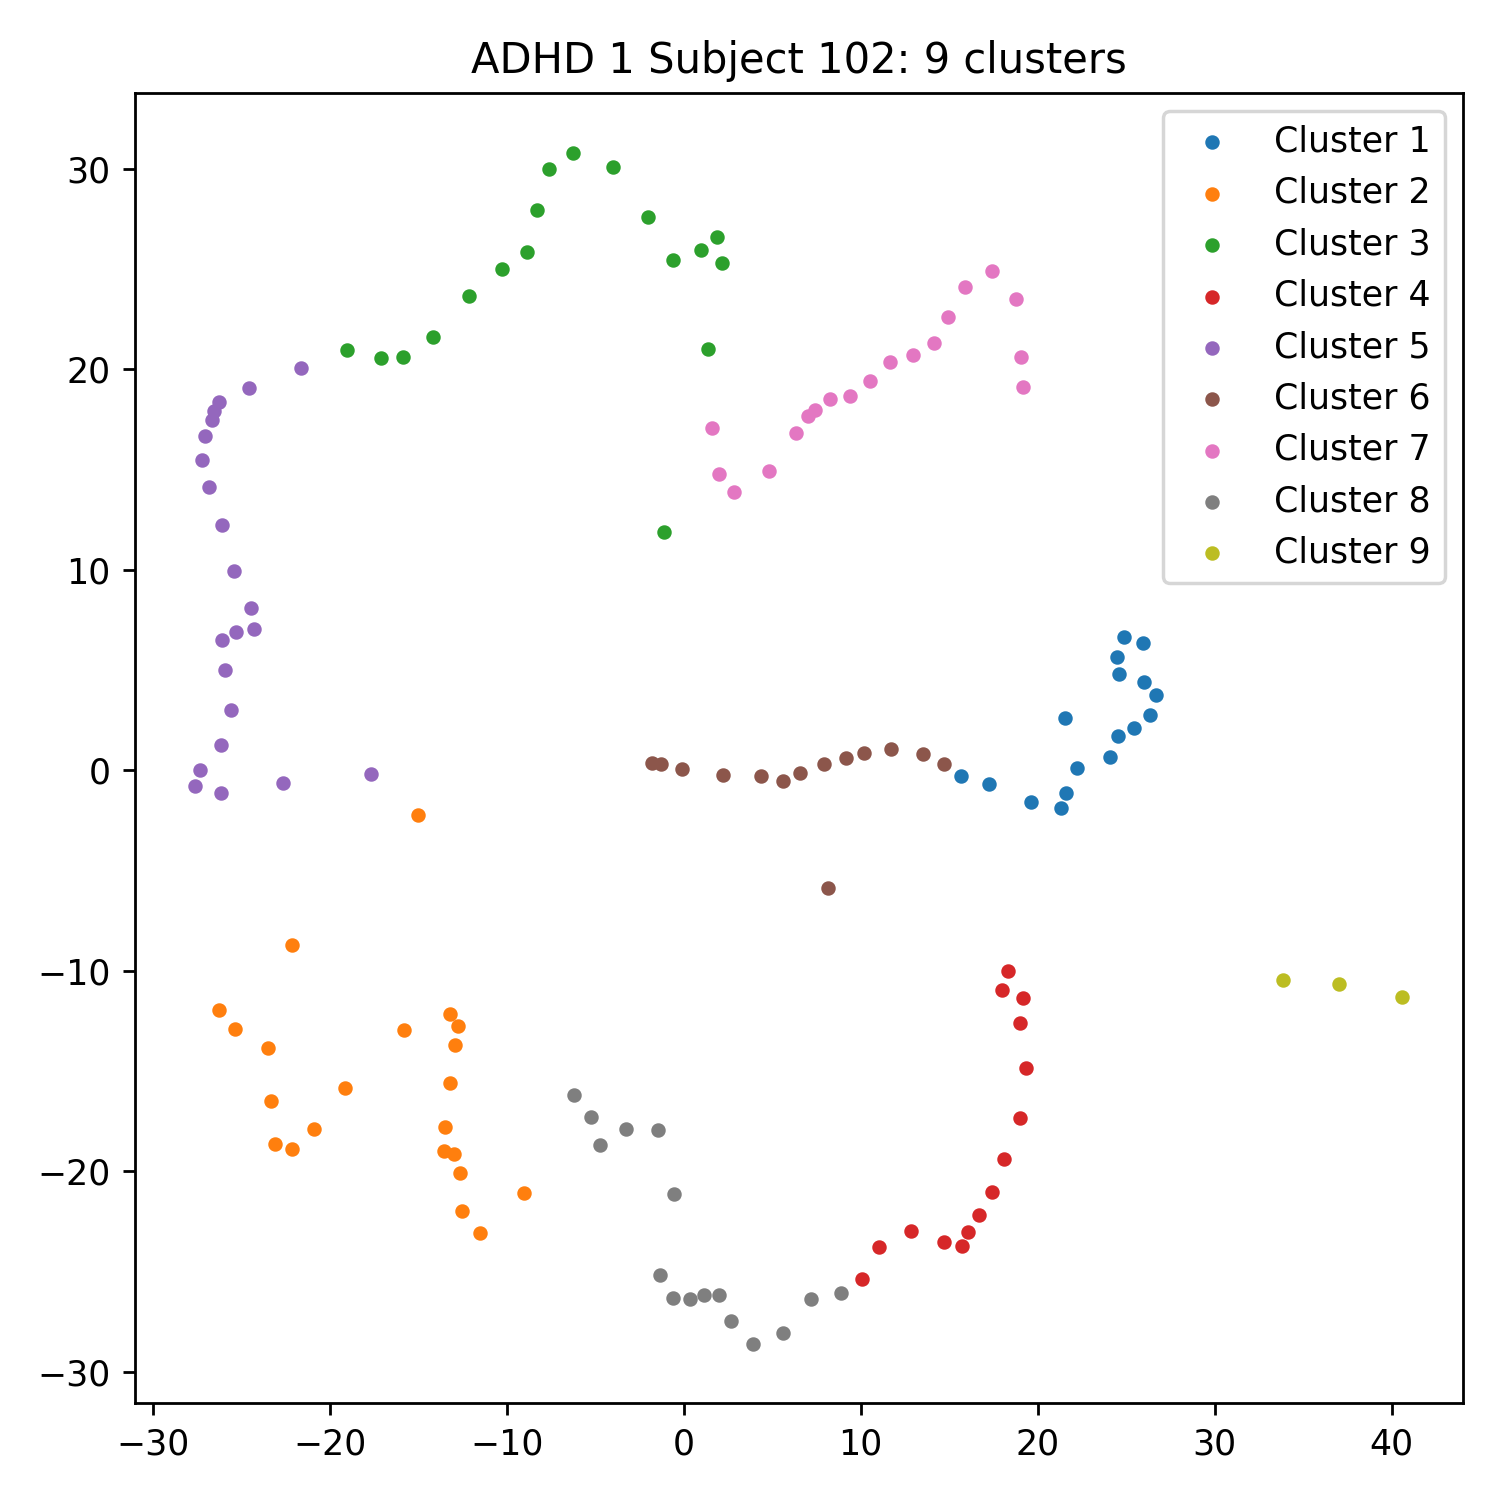 ADHD 1 Subject 102: 9 clusters
Cluster 1
Cluster 2
Cluster 3
Cluster 4
Cluster 5
Cluster 6
Cluster 7
Cluster 8
Cluster 9
30
20
10
0
−10
−20
−30
−30 −20 −10 0 10 20 30 40